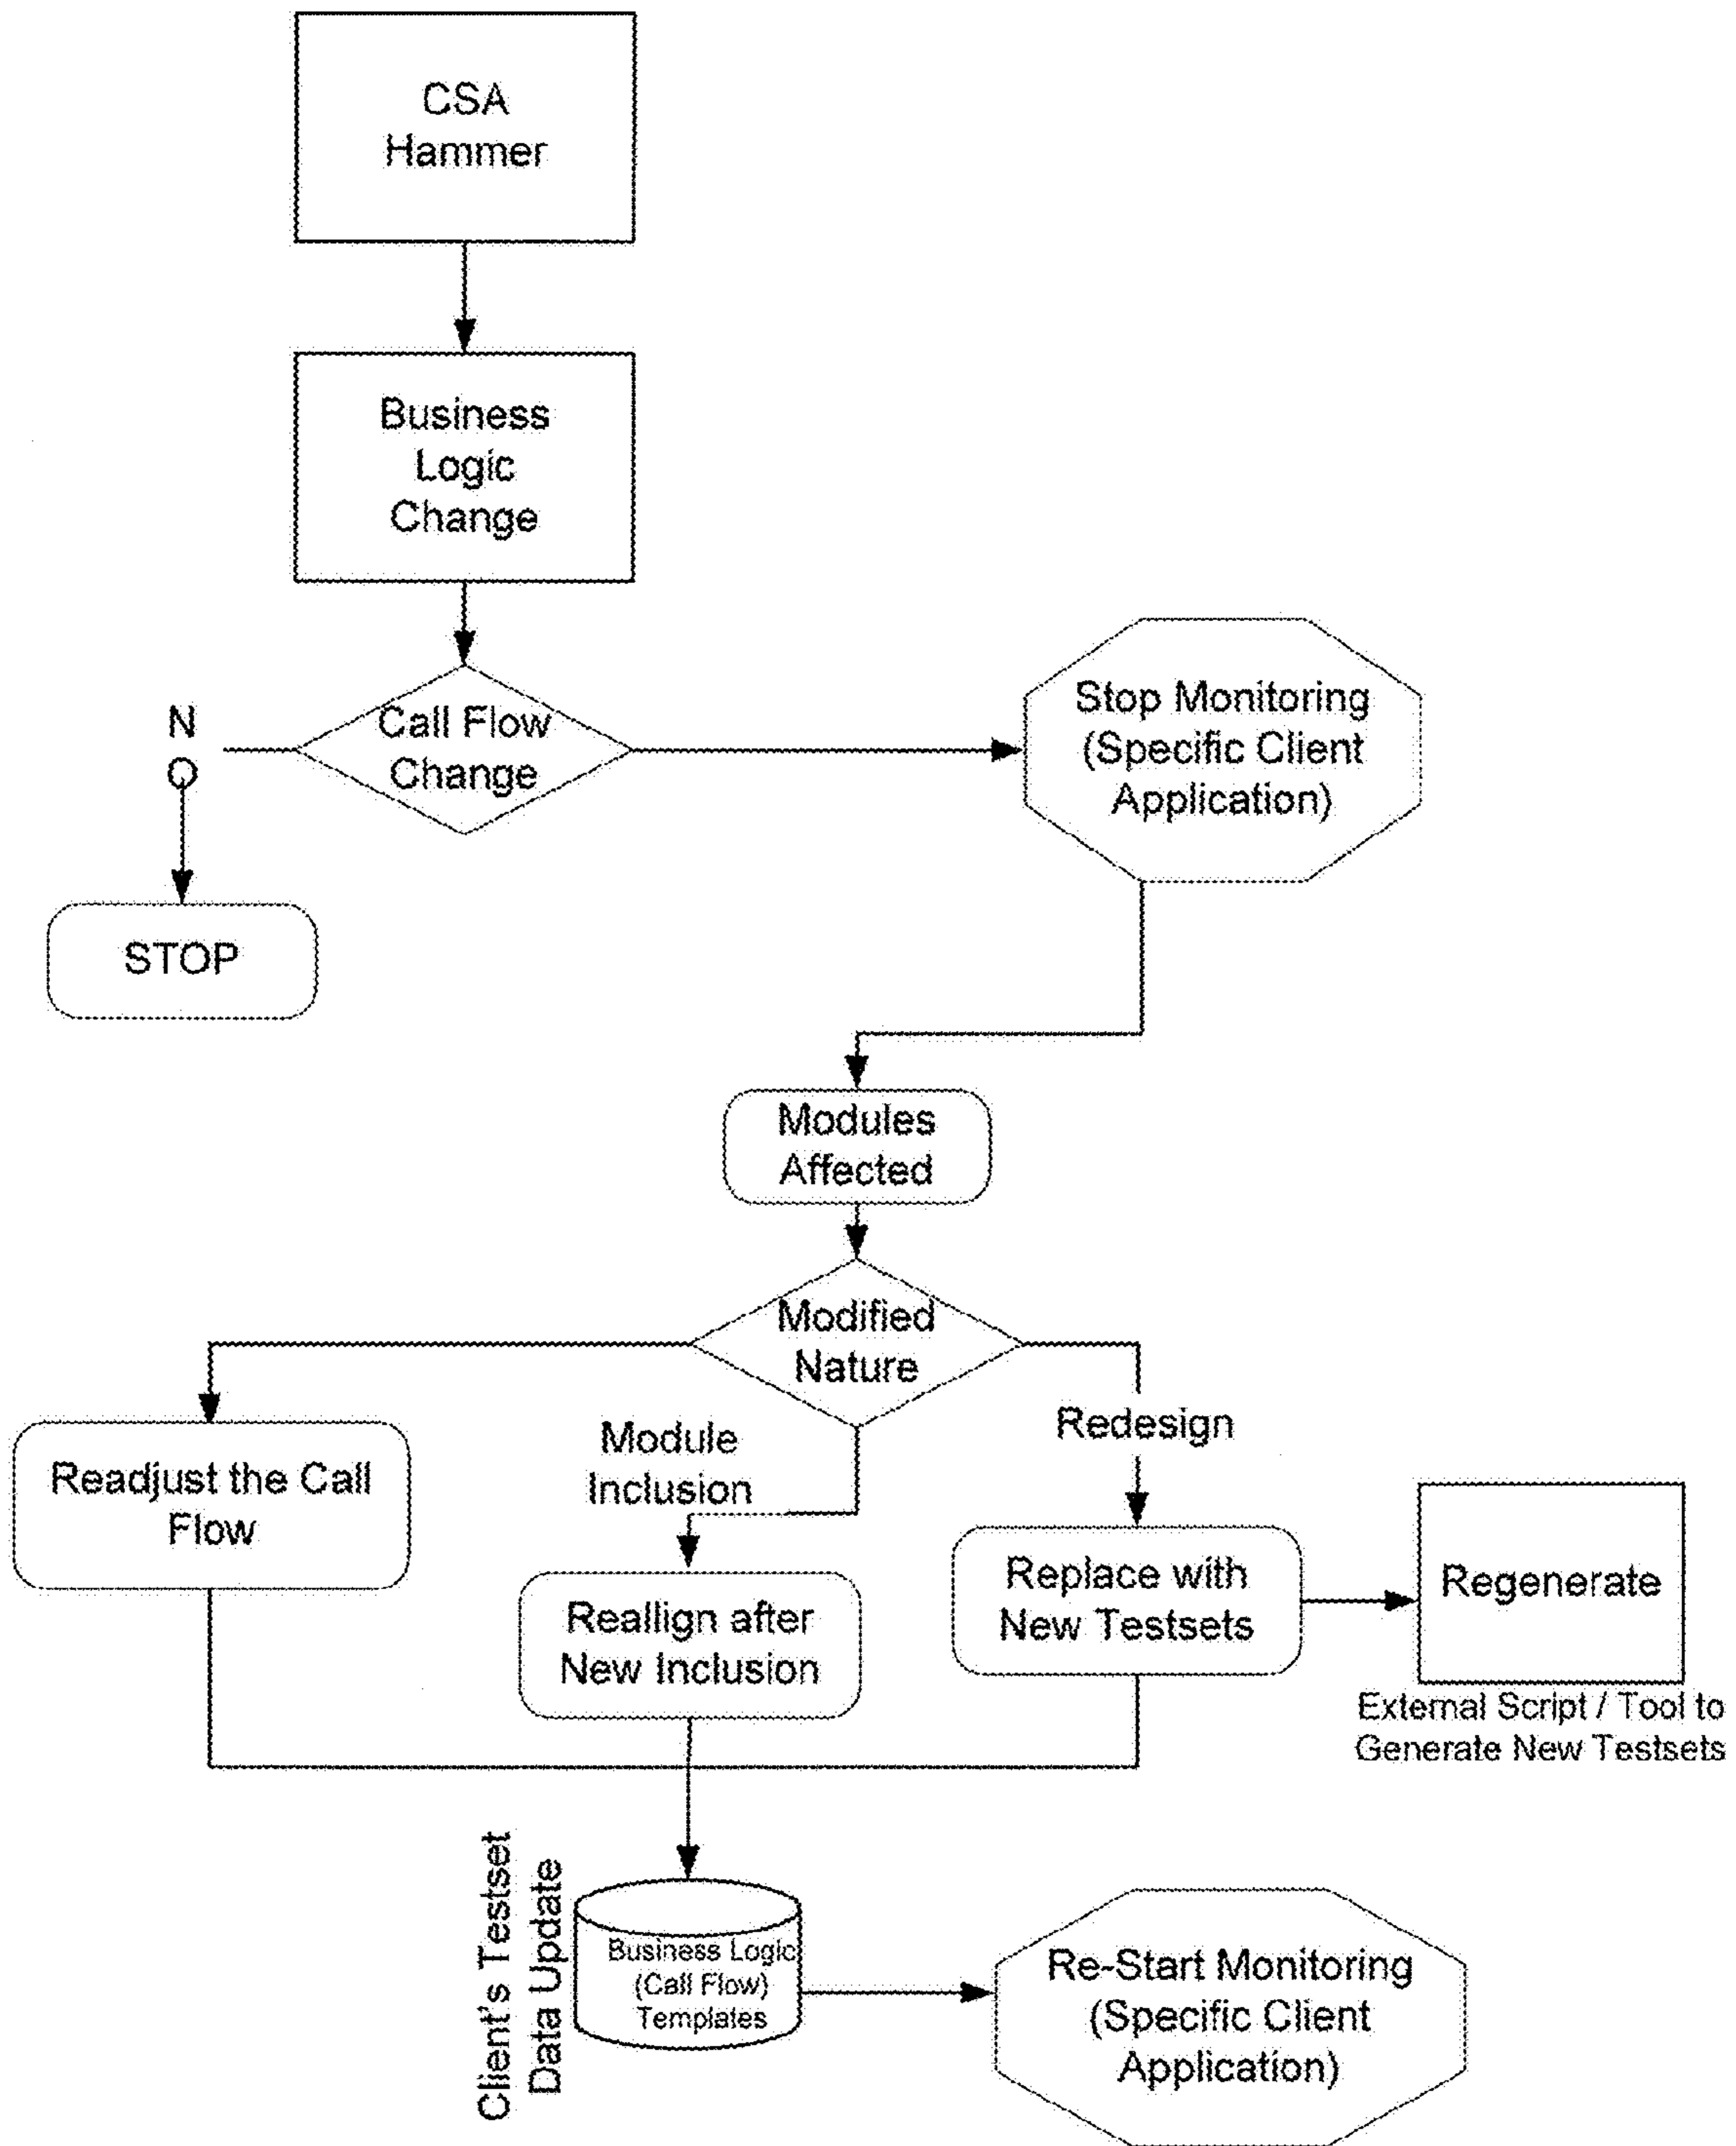 CSA
Hammer
Business
Logic
Change
N
O
Call Flow
Change
Stop Monitoring
(Specific Client
Application)
STOP
Modules
Affected
Modified
Nature
Module
Inclusion
Redesign
Readjust the Call
Flow
Reallign after
New Inclusion
Replace with
New Testsets
Regenerate
External Script / Tool to
Generate New Testsets
Client's Testset
Data Update
Business Logic
(Call Flow)
Templates
Re-Start Monitoring
(Specific Client
Application)